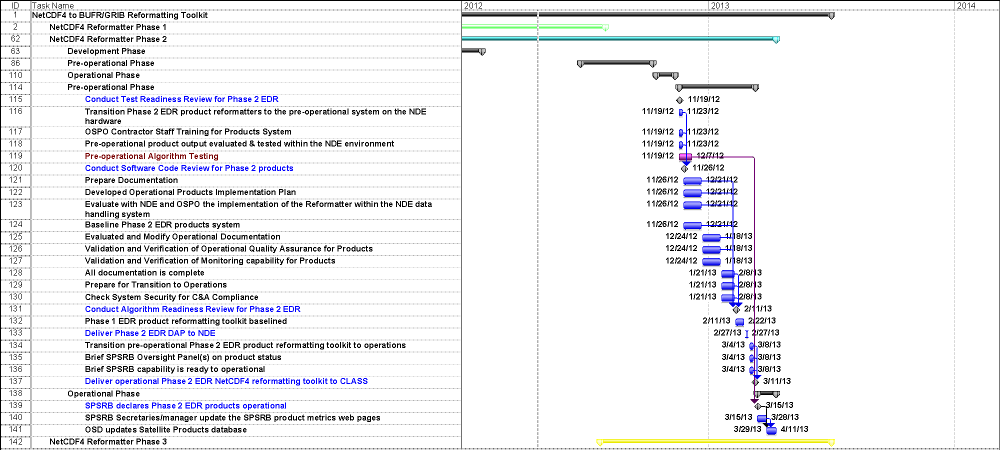 ID Task Name 2012 2013 2014
1 NetCDF4 to BUFR/GRIB Reformatting Toolkit
2 NetCDF4 Reformatter Phase 1
62 NetCDF4 Reformatter Phase 2
63 Development Phase
86 Pre-operational Phase
110 Operational Phase
114 Pre-operational Phase
115 Conduct Test Readiness Review for Phase 2 EDR 11/19/12
116 Transition Phase 2 EDR product reformatters to the pre-operational system on the NDE 11/19/12 11/23/12
hardware
117 OSPO Contractor Staff Training for Products System 11/19/12 11/23/12
118 Pre-operational product output evaluated & tested within the NDE environment 11/19/12 11/23/12
119 Pre-operational Algorithm Testing 11/19/12 12/7/12
120 Conduct Software Code Review for Phase 2 products 11/26/12
121 Prepare Documentation 11/26/12 12/21/12
122 Developed Operational Products Implementation Plan 11/26/12 12/21/12
123 Evaluate with NDE and OSPO the implementation of the Reformatter within the NDE data 11/26/12 12/21/12
handling system
124 Baseline Phase 2 EDR products system 11/26/12 12/21/12
125 Evaluated and Modify Operational Documentation 12/24/12 1/18/13
126 Validation and Verification of Operational Quality Assurance for Products 12/24/12 1/18/13
127 Validation and Verification of Monitoring capability for Products 12/24/12 1/18/13
128 All documentation is complete 1/21/13 2/8/13
129 Prepare for Transition to Operations 1/21/13 2/8/13
130 Check System Security for C&A Compliance 1/21/13 2/8/13
131 Conduct Algorithm Readiness Review for Phase 2 EDR 2/11/13
132 Phase 1 EDR product reformatting toolkit baselined 2/11/13 2/22/13
133 Deliver Phase 2 EDR DAP to NDE 2/27/13 2/27/13
134 Transition pre-operational Phase 2 EDR product reformatting toolkit to operations 3/4/13 3/8/13
135 Brief SPSRB Oversight Panel(s) on product status 3/4/13 3/8/13
136 Brief SPSRB capability is ready to operational 3/4/13 3/8/13
137 Deliver operational Phase 2 EDR NetCDF4 reformatting toolkit to CLASS 3/11/13
138 Operational Phase
139 SPSRB declares Phase 2 EDR products operational 3/15/13
140 SPSRB Secretaries/manager update the SPSRB product metrics web pages 3/15/13 3/28/13
141 OSD updates Satellite Products database 3/29/13 4/11/13
142 NetCDF4 Reformatter Phase 3